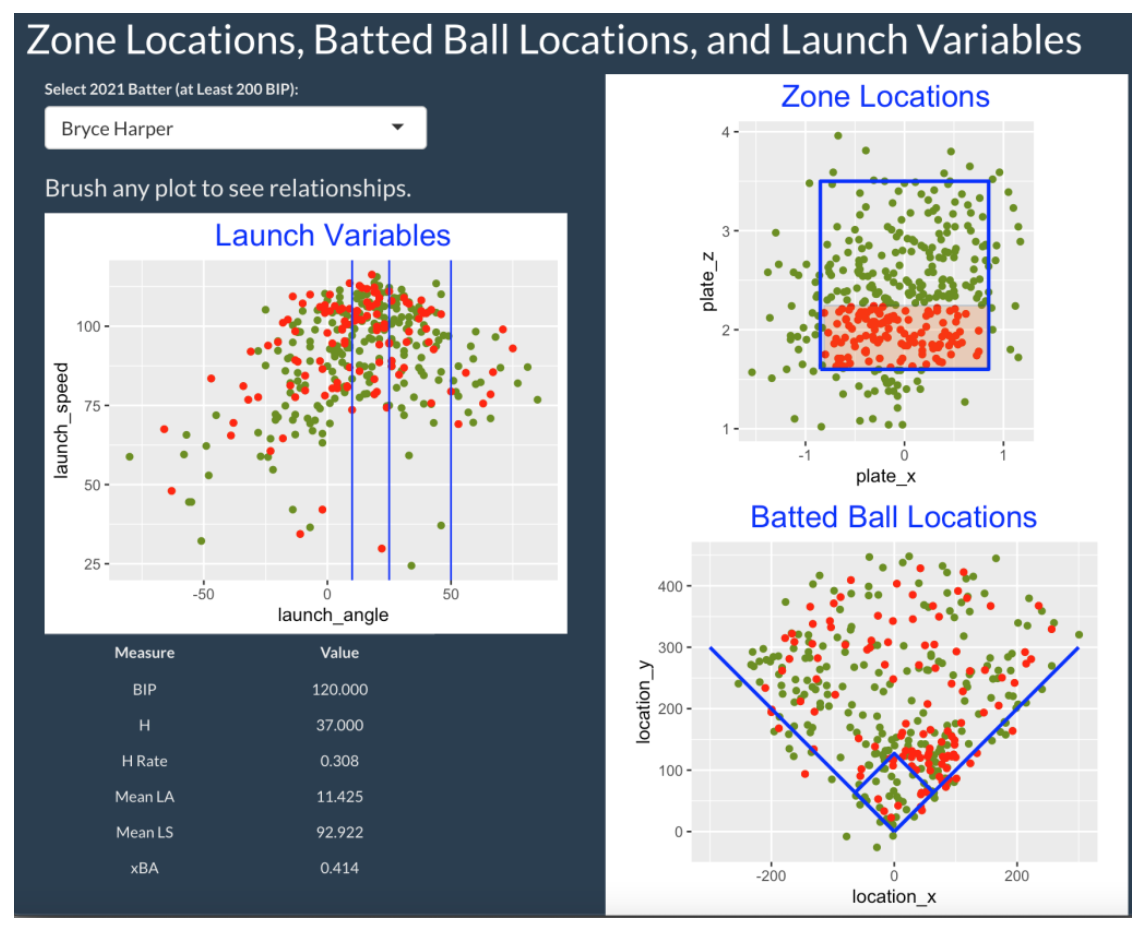 Zone Locations, Batted Ball Locations, and Launch Variables
Select 2021 Batter (at Least 200 BIP):
Bryce Harper
Brush any plot to see relationships.
Launch Variables
100
75
50
25
launch_speed
-50 0 50
launch_angle
Measure Value
BIP 120.000
H 37.000
H Rate 0.308
Mean LA 11.425
Mean LS 92.922
xBA 0.414
Zone Locations
4
3
2
1
plate_z
-1 0 1
plate_x
Batted Ball Locations
400
300
200
100
0
location_y
-200 0 200
location_x